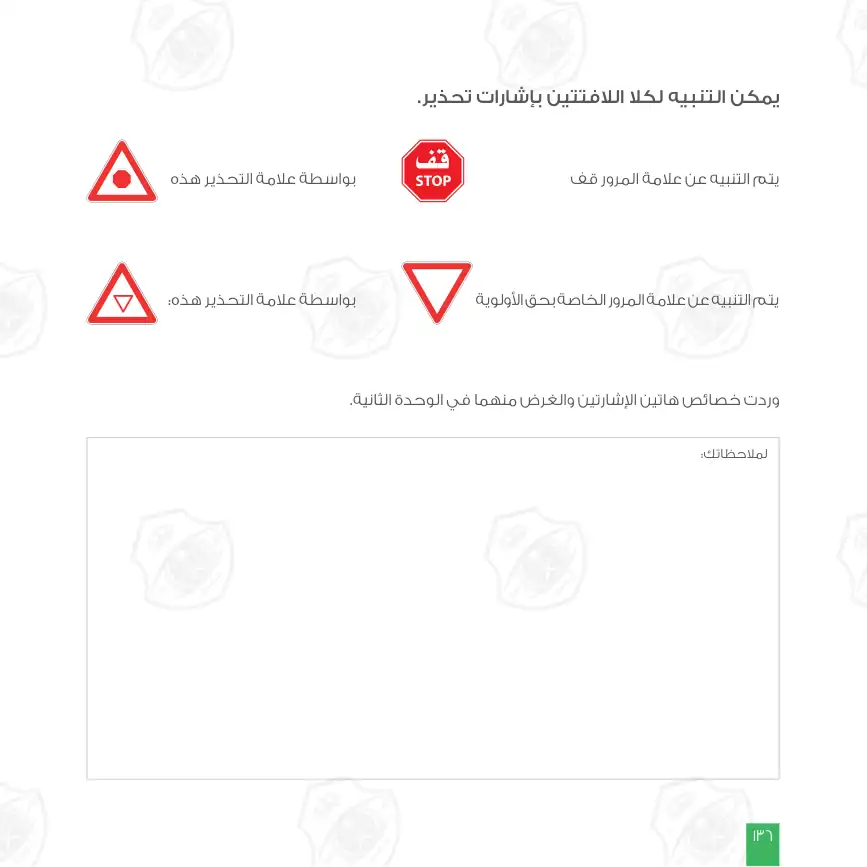 يمكن التنبيه لكلا اللافتتين بإشارات تحذير.
يتم التنبيه عن علامة المرور قف
قف
STOP
بواسطة علامة التحذير هذه
يتم التنبيه عن علامة المرور الخاصة بحق الأولوية
بواسطة علامة التحذير هذه:
وردت خصائص هاتين الإشارتين والغرض منهما في الوحدة الثانية.
لملاحظاتك:
١٣٦